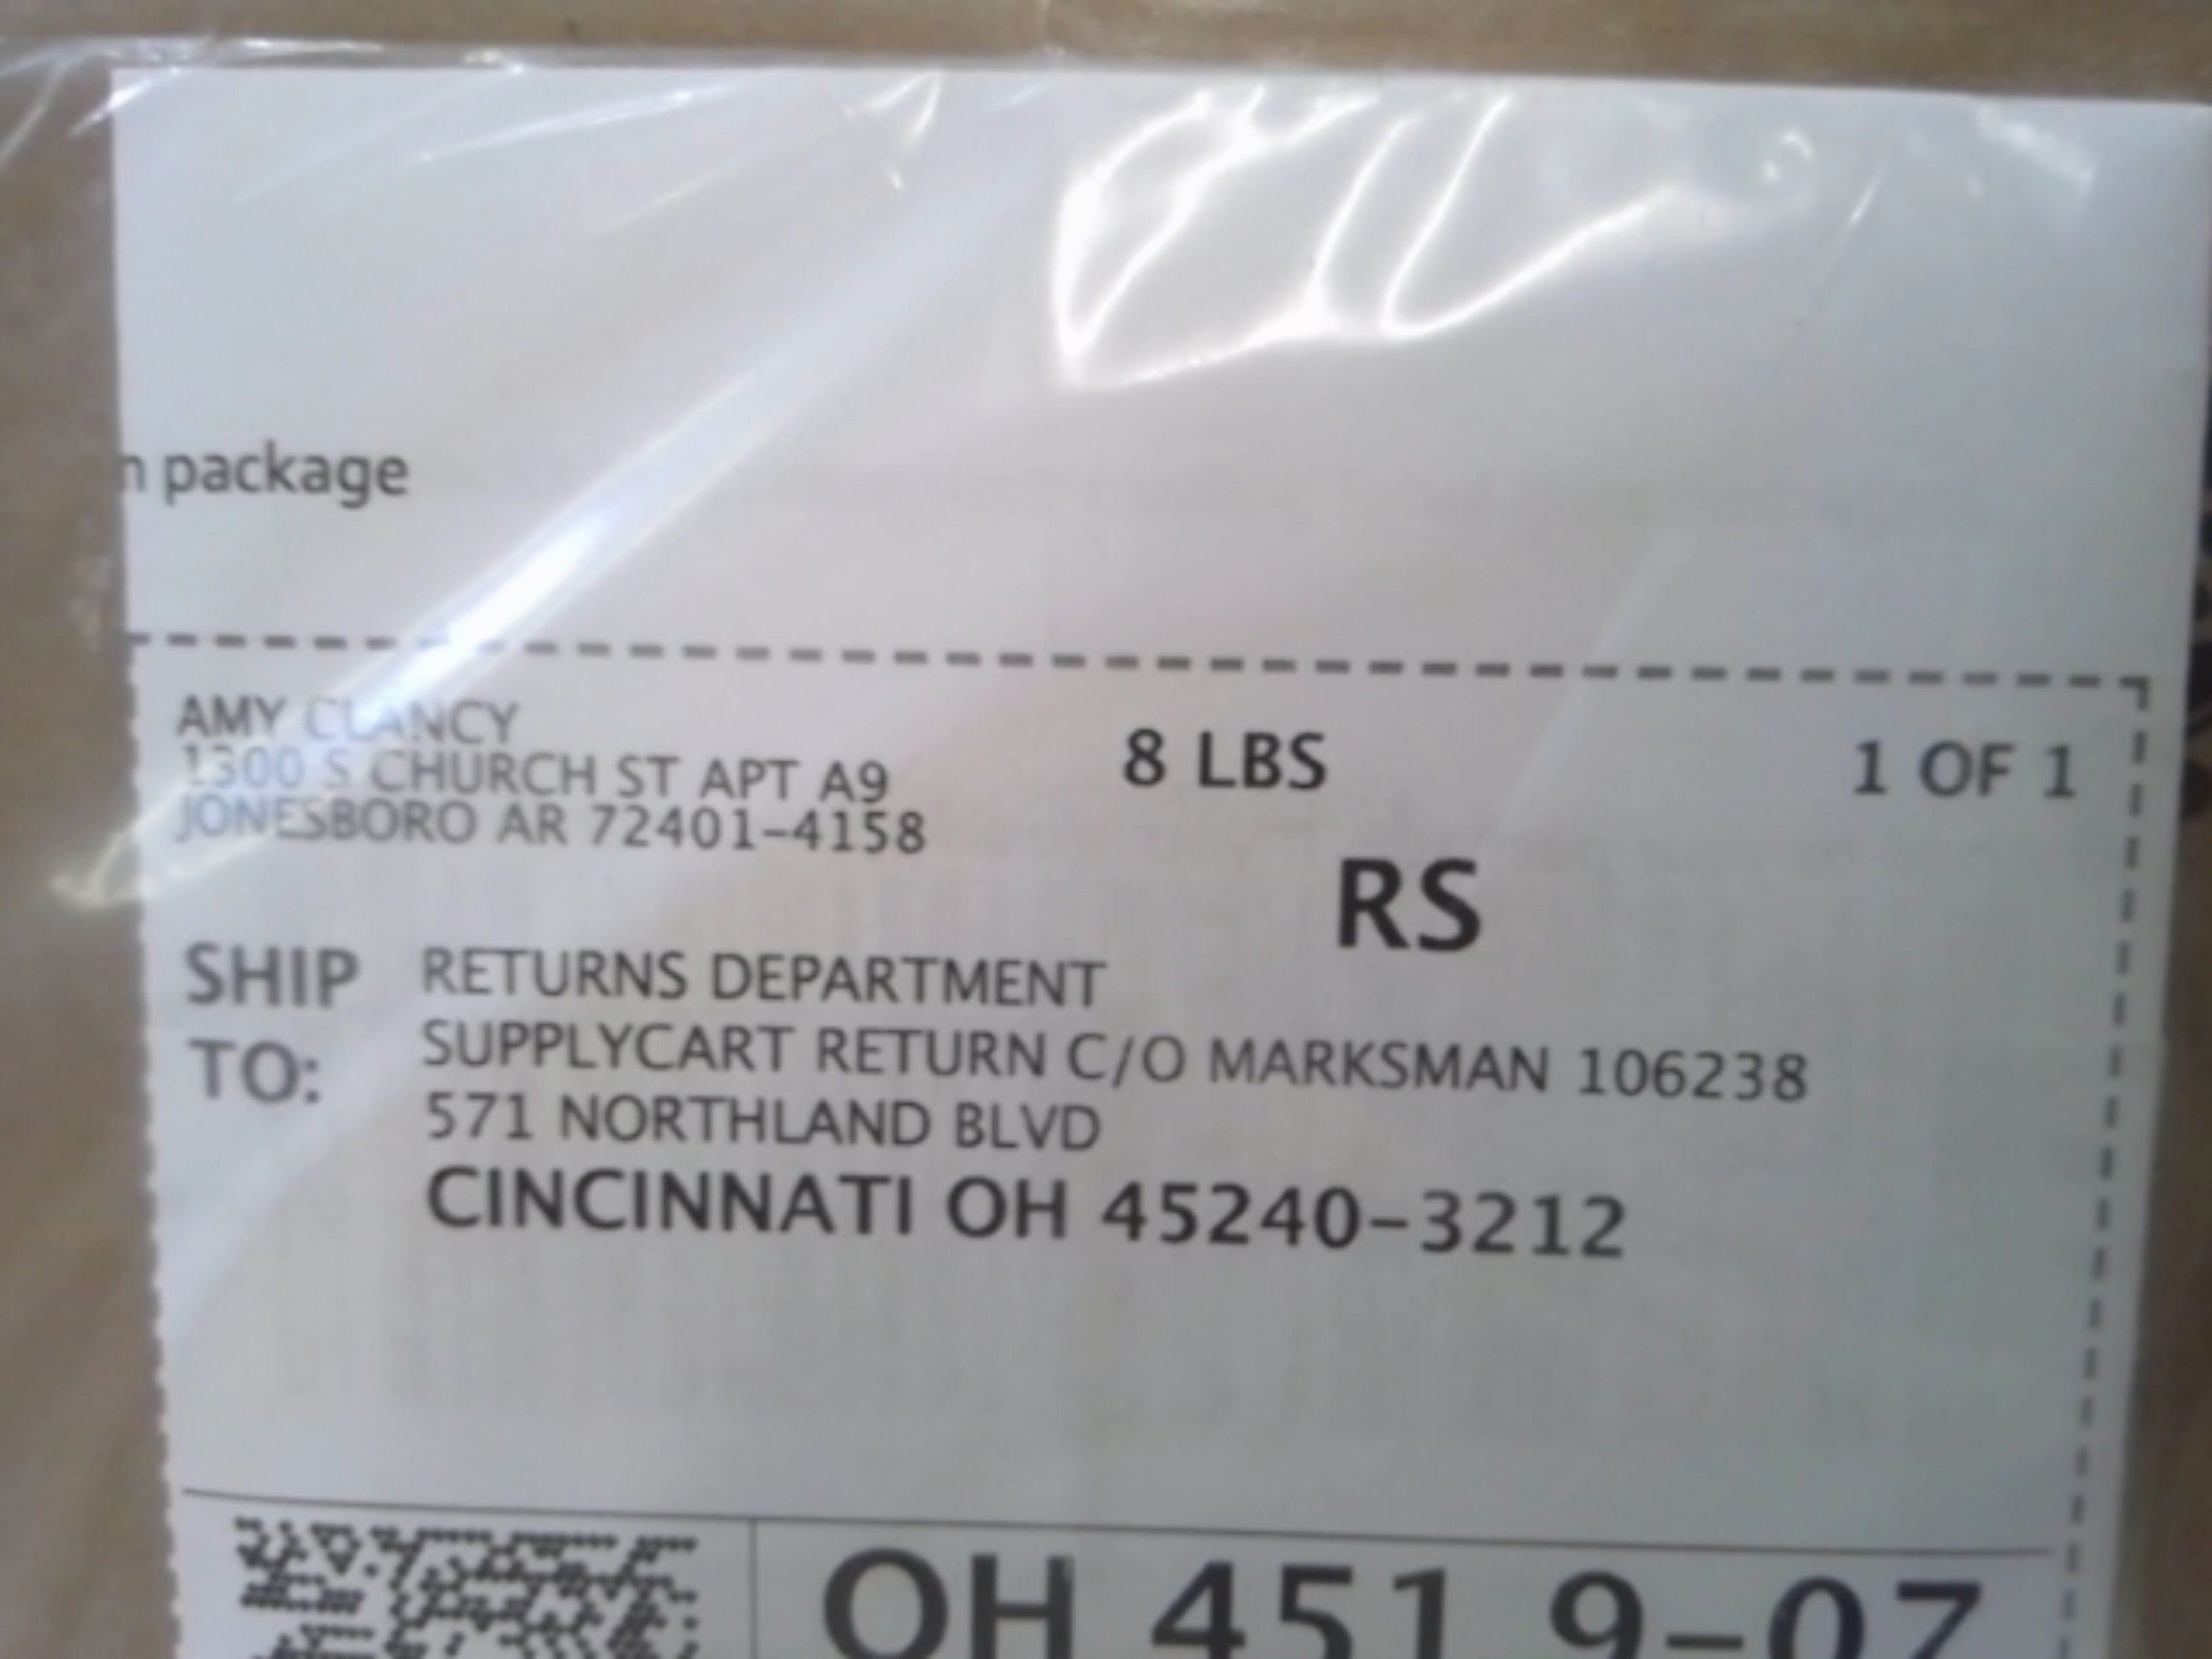 package
AMY CLANCY
1300 S CHURCH ST APT A9
JONESBORO AR 72401-4158
8 LBS
1 OF 1
RS
SHIP TO:
RETURNS DEPARTMENT
SUPPLYCART RETURN C/O MARKSMAN 106238
571 NORTHLAND BLVD
CINCINNATI OH 45240-3212
OH 451 9-07